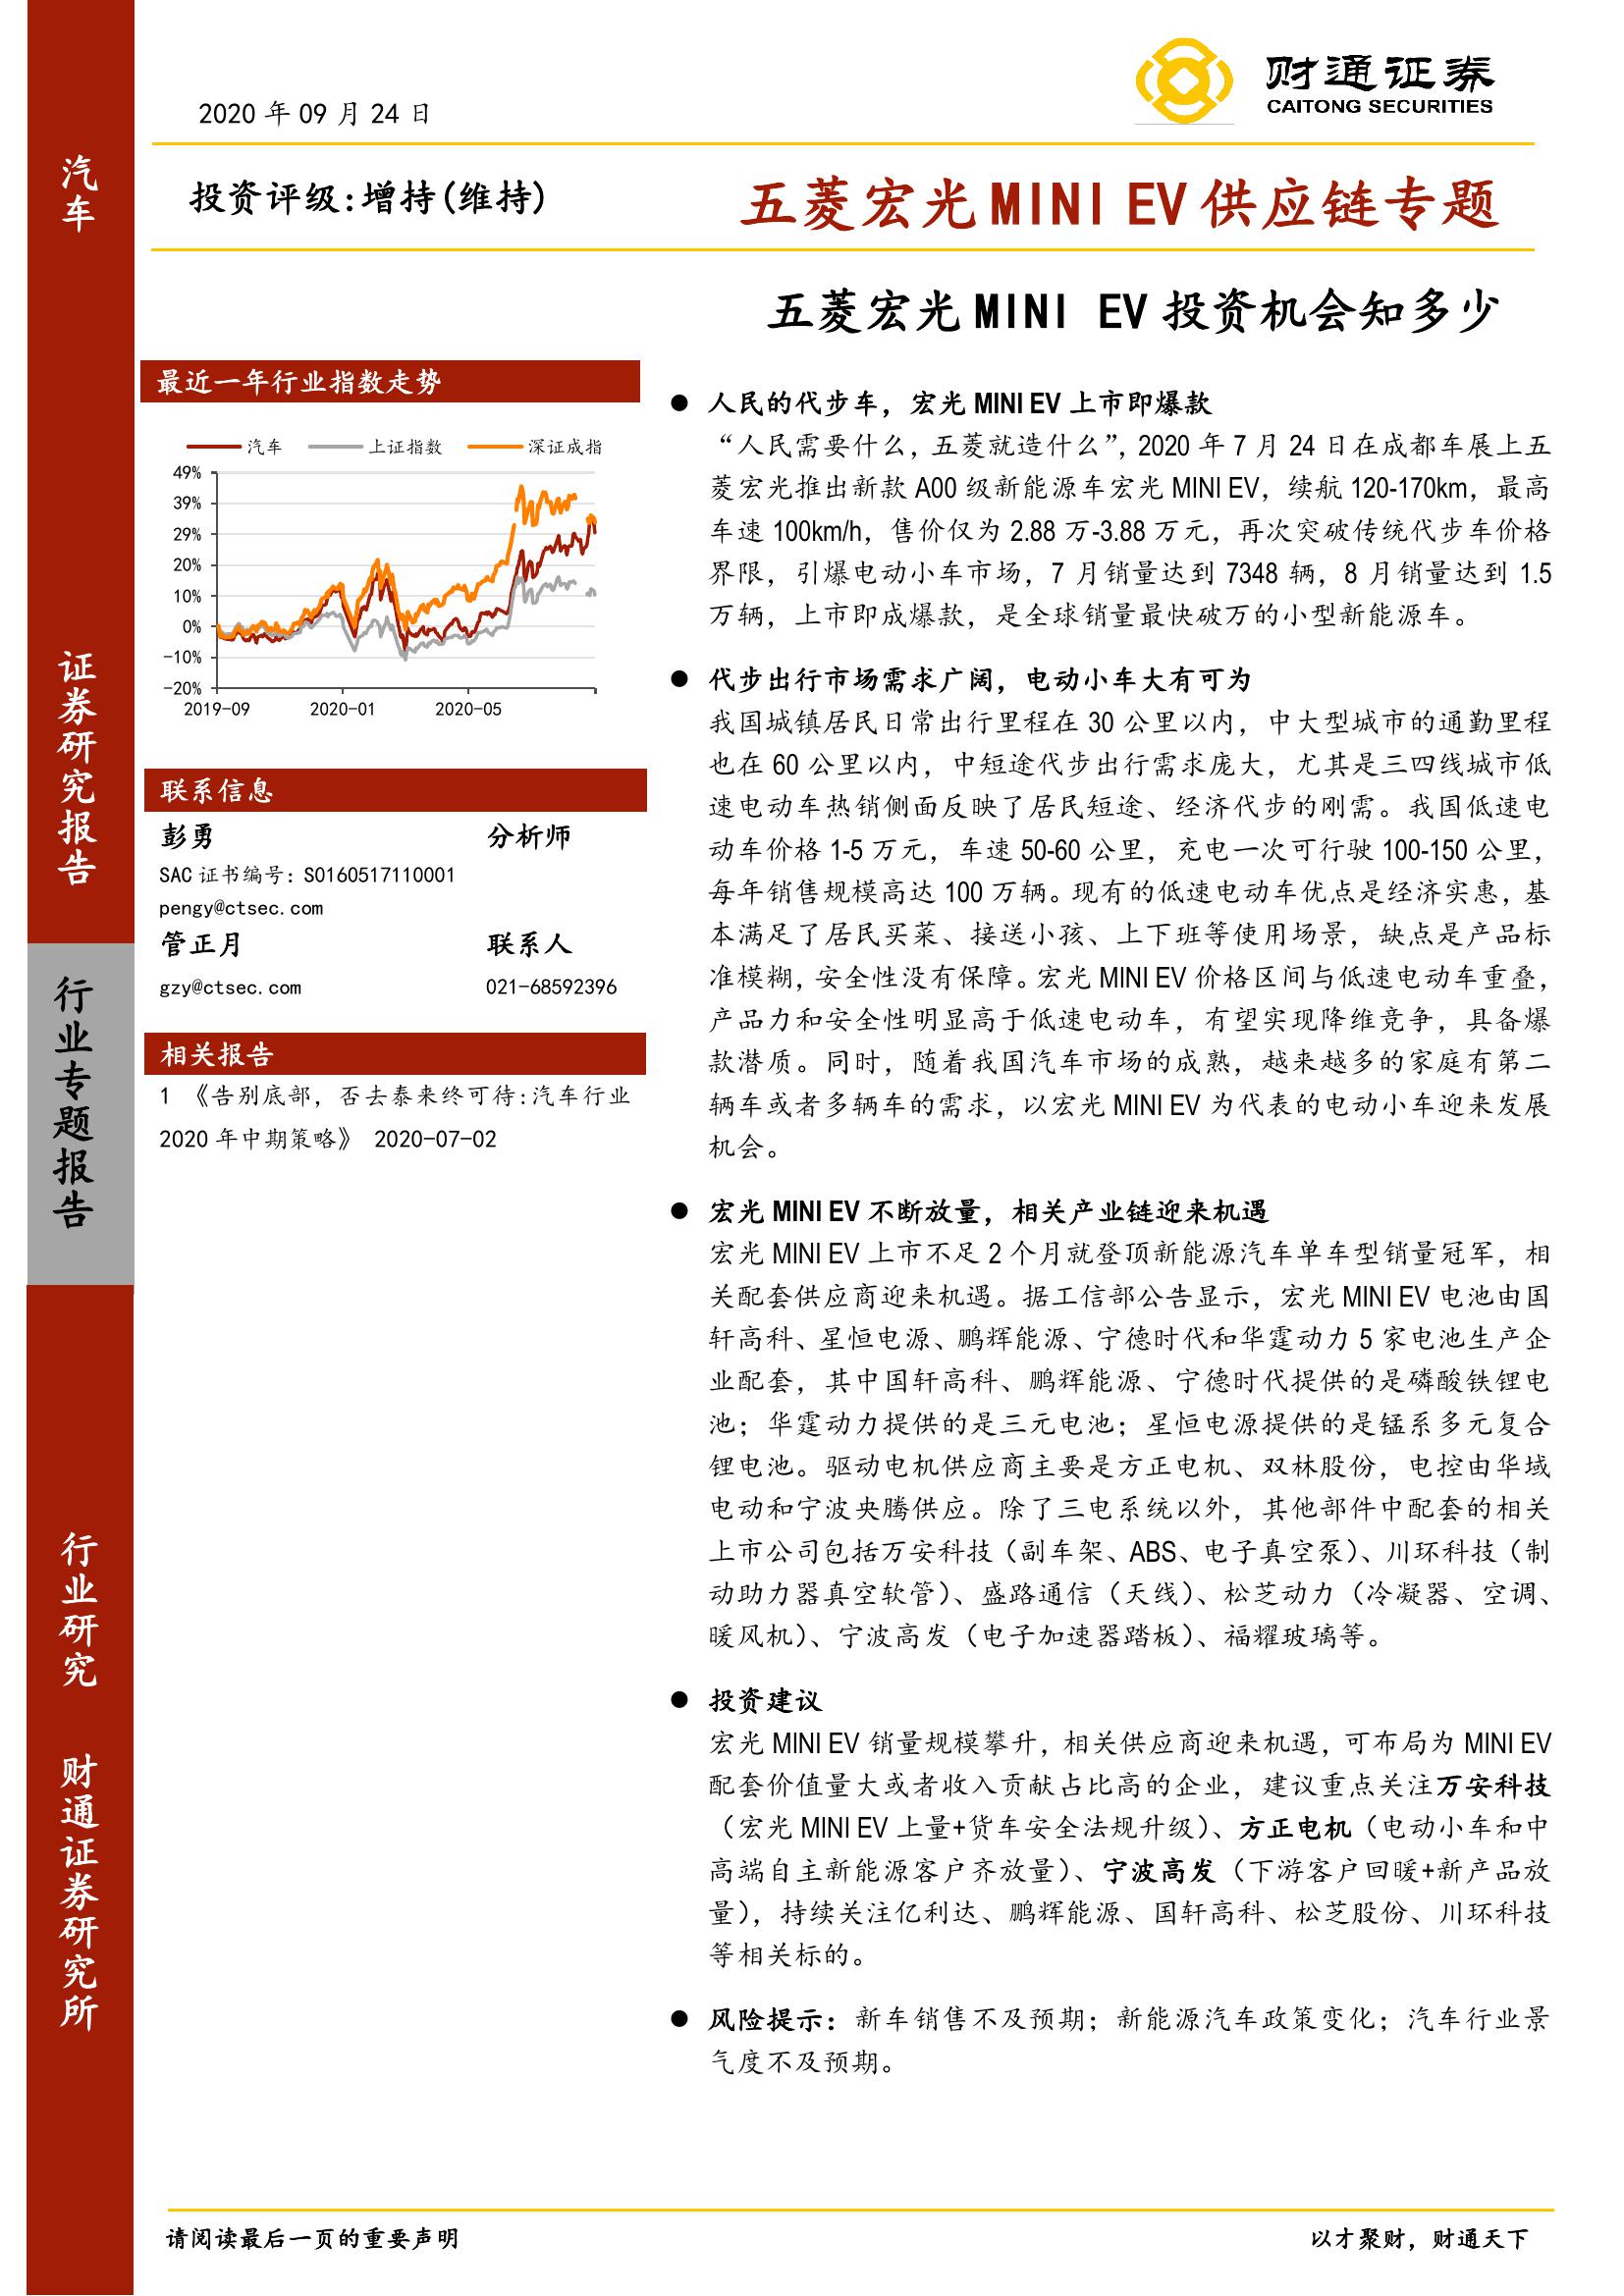 2020 年 09 月 24 日
财通证券
CAITONG SECURITIES
汽车
投资评级:增持(维持)
五菱宏光MINI EV供应链专题
五菱宏光 MINI EV 投资机会知多少
证券研究报告
行业专题报告
行业研究
财通证券研究所
最近一年行业指数走势
汽车 上证指数 深证成指
49%
39%
29%
20%
10%
0%
-10%
-20%
2019-09 2020-01 2020-05
联系信息
彭勇 分析师
SAC 证书编号：S0160517110001
pengy@ctsec.com
管正月 联系人
gzy@ctsec.com 021-68592396
相关报告
1 《告别底部，否去泰来终可待:汽车行业
2020 年中期策略》 2020-07-02
● 人民的代步车，宏光 MINI EV 上市即爆款
“人民需要什么，五菱就造什么”，2020 年 7 月 24 日在成都车展上五
菱宏光推出新款 A00 级新能源车宏光 MINI EV，续航 120-170km，最高
车速 100km/h，售价仅为 2.88 万-3.88 万元，再次突破传统代步车价格
界限，引爆电动小车市场，7 月销量达到 7348 辆，8 月销量达到 1.5
万辆，上市即成爆款，是全球销量最快破万的小型新能源车。
● 代步出行市场需求广阔，电动小车大有可为
我国城镇居民日常出行里程在 30 公里以内，中大型城市的通勤里程
也在 60 公里以内，中短途代步出行需求庞大，尤其是三四线城市低
速电动车热销侧面反映了居民短途、经济代步的刚需。我国低速电
动车价格 1-5 万元，车速 50-60 公里，充电一次可行驶 100-150 公里，
每年销售规模高达 100 万辆。现有的低速电动车优点是经济实惠，基
本满足了居民买菜、接送小孩、上下班等使用场景，缺点是产品标
准模糊，安全性没有保障。宏光 MINI EV 价格区间与低速电动车重叠，
产品力和安全性明显高于低速电动车，有望实现降维竞争，具备爆
款潜质。同时，随着我国汽车市场的成熟，越来越多的家庭有第二
辆车或者多辆车的需求，以宏光 MINI EV 为代表的电动小车迎来发展
机会。
● 宏光 MINI EV 不断放量，相关产业链迎来机遇
宏光 MINI EV 上市不足 2 个月就登顶新能源汽车单车型销量冠军，相
关配套供应商迎来机遇。据工信部公告显示，宏光 MINI EV 电池由国
轩高科、星恒电源、鹏辉能源、宁德时代和华霆动力 5 家电池生产企
业配套，其中国轩高科、鹏辉能源、宁德时代提供的是磷酸铁锂电
池；华霆动力提供的是三元电池；星恒电源提供的是锰系多元复合
锂电池。驱动电机供应商主要是方正电机、双林股份，电控由华域
电动和宁波央腾供应。除了三电系统以外，其他部件中配套的相关
上市公司包括万安科技（副车架、ABS、电子真空泵）、川环科技（制
动助力器真空软管）、盛路通信（天线）、松芝动力（冷凝器、空调、
暖风机）、宁波高发（电子加速器踏板）、福耀玻璃等。
● 投资建议
宏光 MINI EV 销量规模攀升，相关供应商迎来机遇，可布局为 MINI EV
配套价值量大或者收入贡献占比高的企业，建议重点关注万安科技
（宏光 MINI EV 上量+货车安全法规升级）、方正电机（电动小车和中
高端自主新能源客户齐放量）、宁波高发（下游客户回暖+新产品放
量），持续关注亿利达、鹏辉能源、国轩高科、松芝股份、川环科技
等相关标的。
● 风险提示：新车销售不及预期；新能源汽车政策变化；汽车行业景
气度不及预期。
请阅读最后一页的重要声明 以才聚财，财通天下